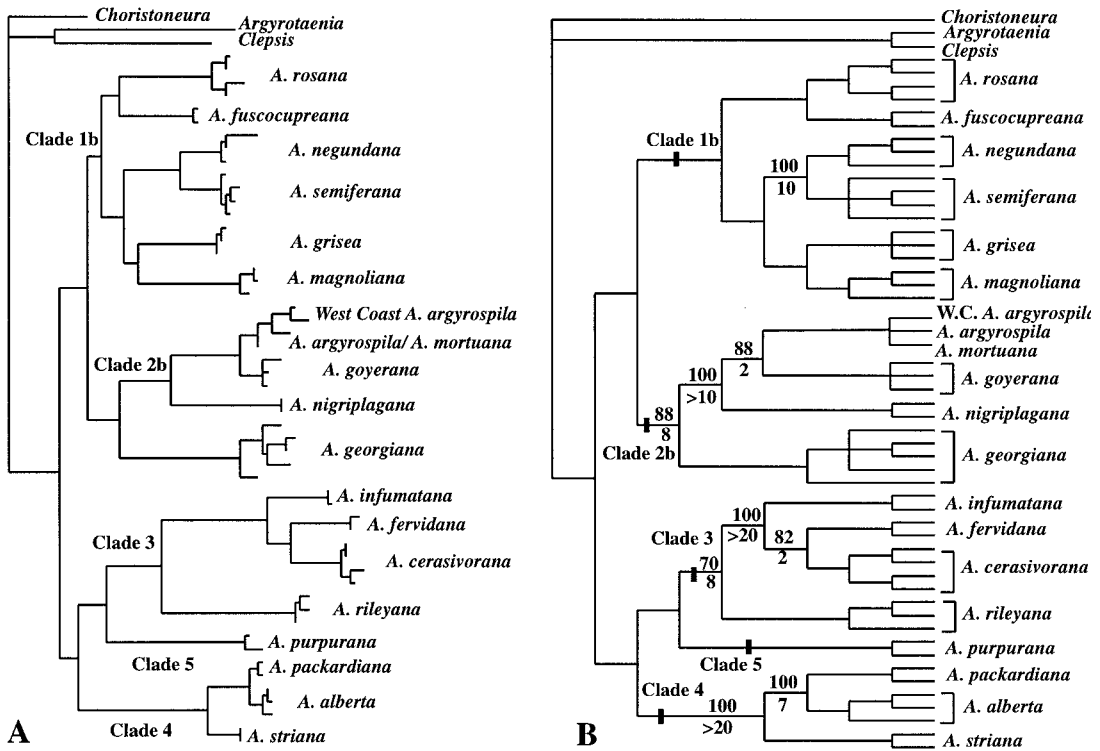 Choristoneura
Argyrotaenia
Clepsis
A. rosana
A. fuscocupreana
Clade 1b
A. negundana
A. semiferana
A. grisea
A. magnoliana
West Coast A. argyrospila
A. argyrospila/ A. mortuana
Clade 2b
A. goyerana
A. nigriplagana
A. georgiana
A. infumatana
A. fervidana
Clade 3
A. cerasivorana
A. rileyana
A. purpurana
Clade 5
A. packardiana
A. alberta
Clade 4
A. striana
A
Choristoneura
Argyrotaenia
Clepsis
A. rosana
A. fuscocupreana
Clade 1b
A. negundana
100
10
A. semiferana
A. grisea
A. magnoliana
W.C. A. argyrospila
A. argyrospila
A. mortuana
88
2
A. goyerana
100
>10
A. nigriplagana
88
8
Clade 2b
A. georgiana
A. infumatana
100
>20
A. fervidana
82
2
Clade 3
70
8
A. cerasivorana
A. rileyana
A. purpurana
Clade 5
A. packardiana
100
7
Clade 4
A. alberta
100
>20
A. striana
B